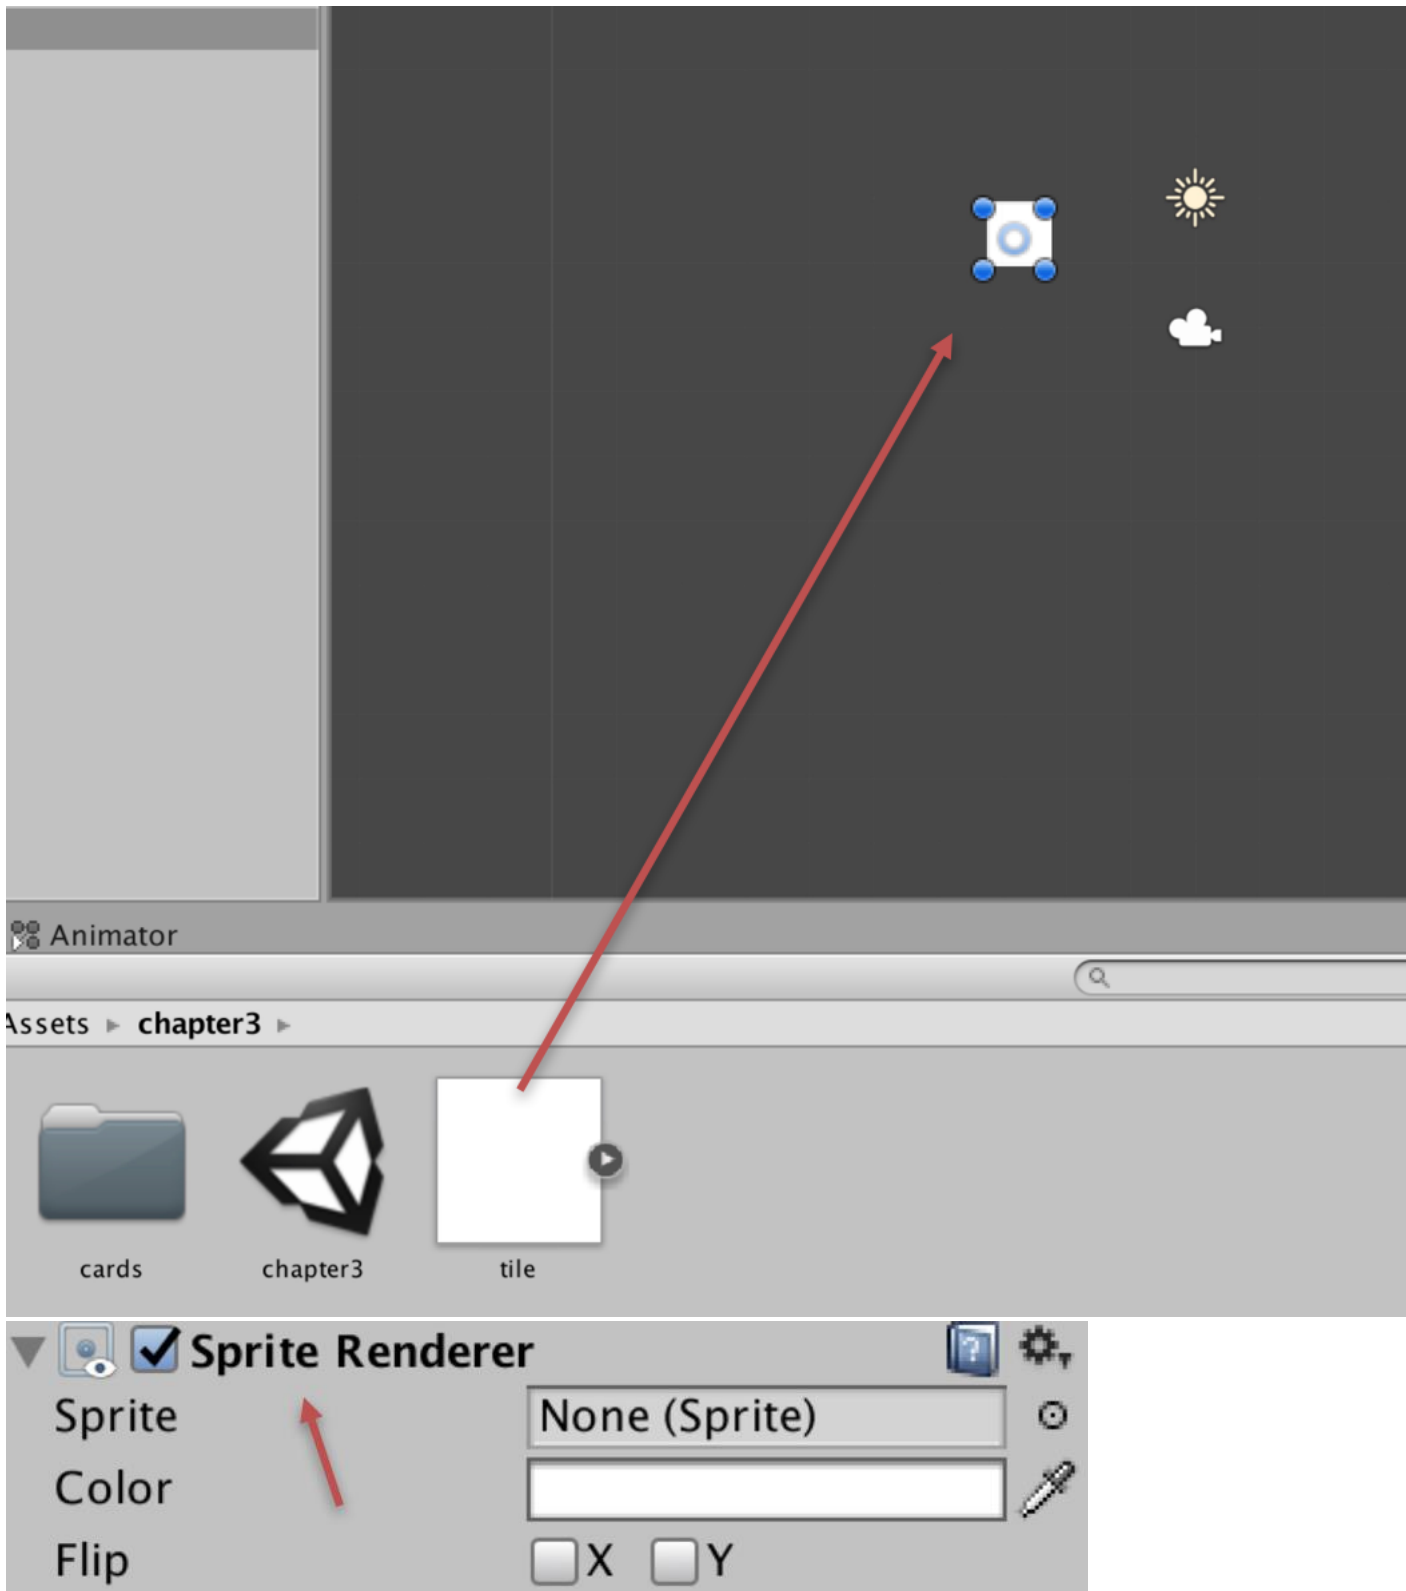 Animator
Assets chapter3
cards chapter3 tile
Sprite Renderer
Sprite None (Sprite)
Color
Flip X Y